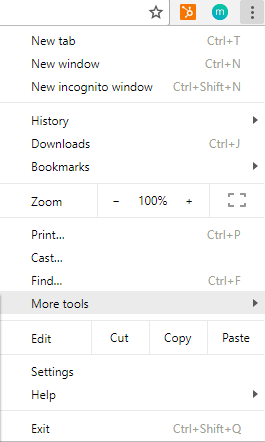 m
New tab Ctrl+T
New window Ctrl+N
New incognito window Ctrl+Shift+N
History
Downloads Ctrl+J
Bookmarks
Zoom − 100% +
Print... Ctrl+P
Cast...
Find... Ctrl+F
More tools
Edit Cut Copy Paste
Settings
Help
Exit Ctrl+Shift+Q